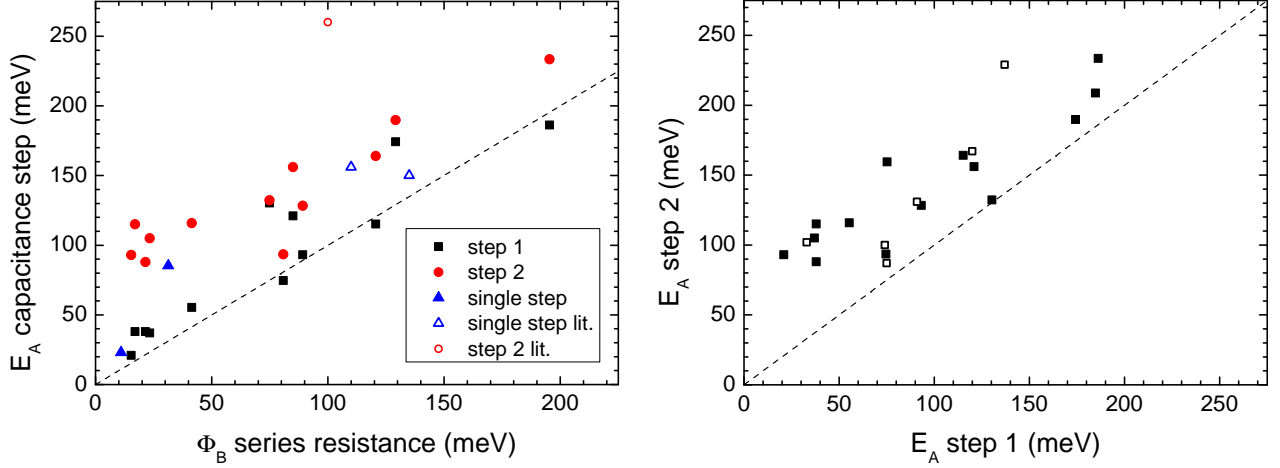 E_A capacitance step (meV)
250
200
150
100
50
0
step 1
step 2
single step
single step lit.
step 2 lit.
0 50 100 150 200
Φ_B series resistance (meV)
E_A step 2 (meV)
250
200
150
100
50
0
0 50 100 150 200 250
E_A step 1 (meV)